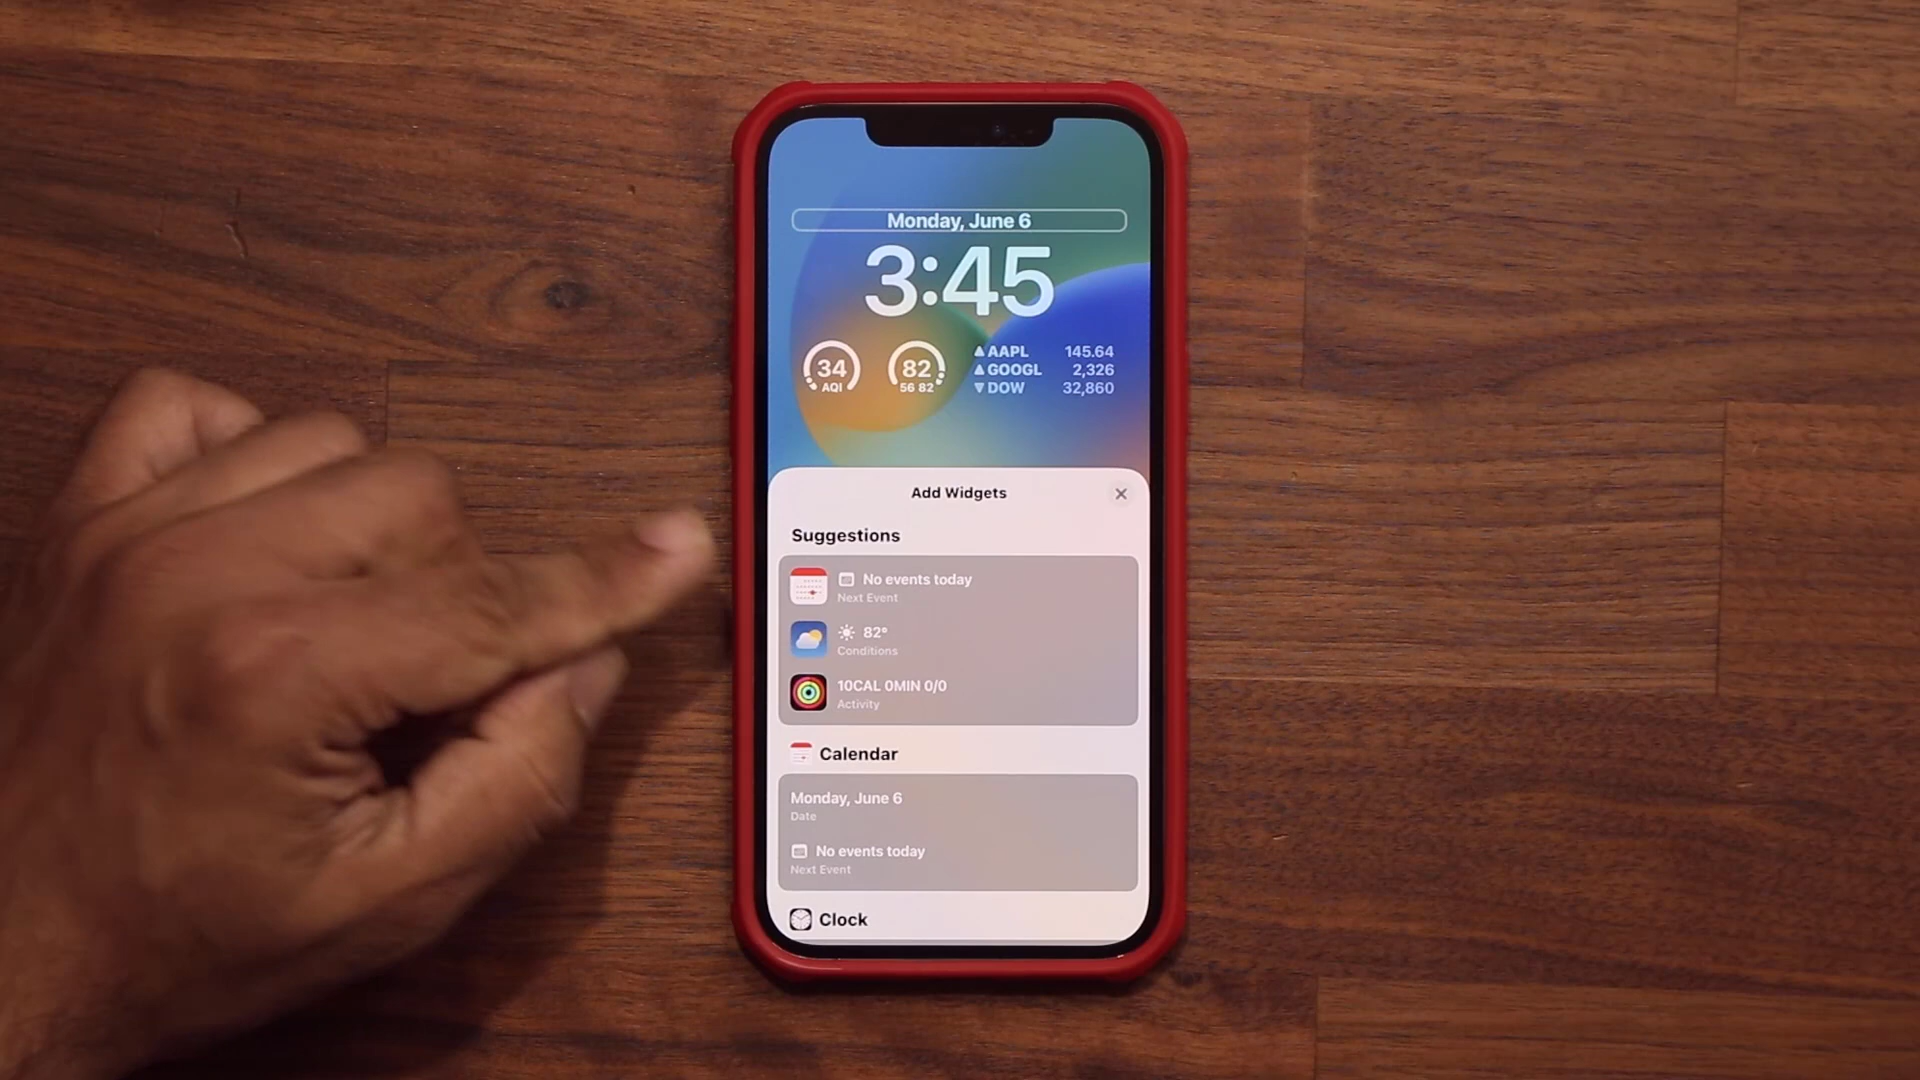 Monday, June 6
3:45
34
AQI
82
56 82
▲AAPL 145.64
▲GOOGL 2,326
▼DOW 32,860
Add Widgets
Suggestions
No events today
Next Event
82°
Conditions
10CAL 0MIN 0/0
Activity
Calendar
Monday, June 6
Date
No events today
Next Event
Clock